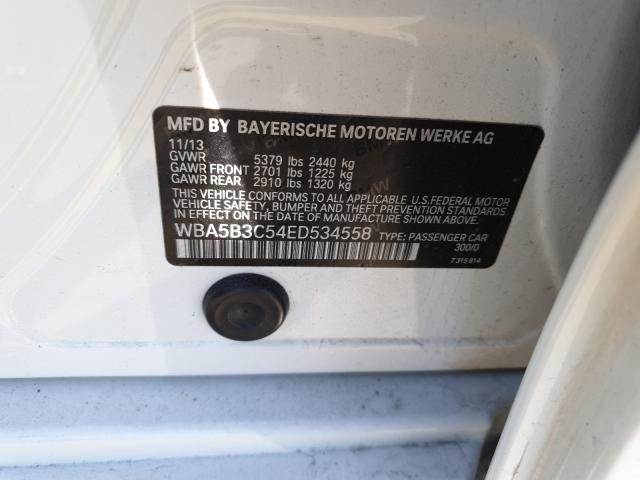 MFD BY BAYERISCHE MOTOREN WERKE AG
11/13
GVWR 5379 lbs 2440 kg
GAWR FRONT 2701 lbs 1225 kg
GAWR REAR 2910 lbs 1320 kg
THIS VEHICLE CONFORMS TO ALL APPLICABLE U.S.FEDERAL MOTOR
VEHICLE SAFETY, BUMPER AND THEFT PREVENTION STANDARDS IN
EFFECT ON THE DATE OF MANUFACTURE SHOWN ABOVE.
WBA5B3C54ED534558 TYPE: PASSENGER CAR
300/0
7 315 814